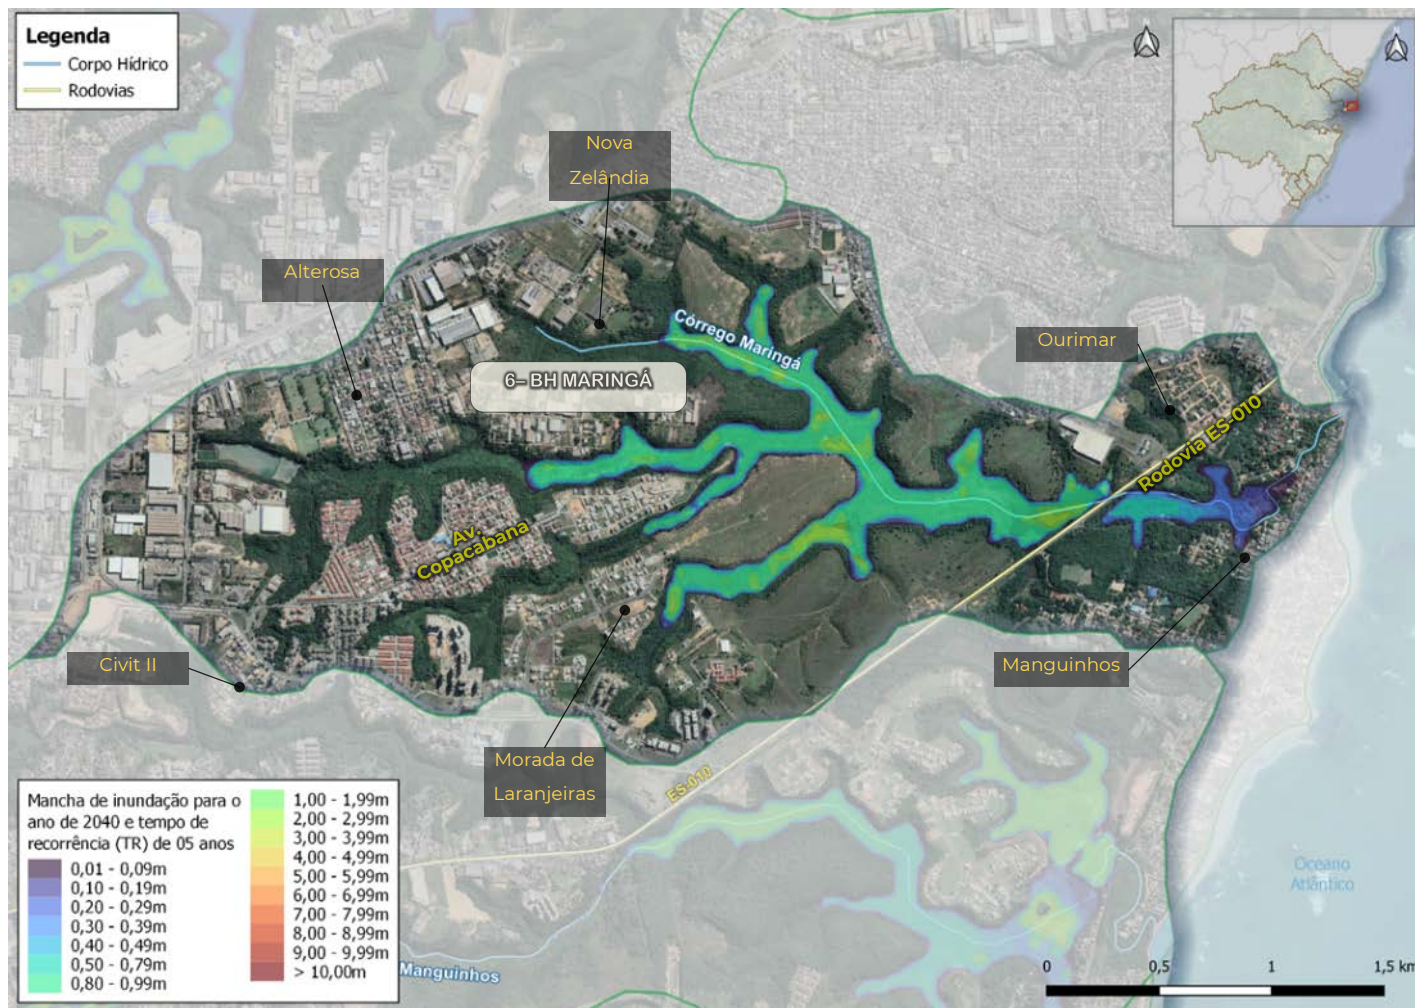 Legenda
Corpo Hídrico
Rodovias
Nova
Zelândia
Alterosa
Córrego Maringá
Ourimar
6– BH MARINGÁ
Rodovia ES-010
Av.
Copacabana
Civit II
Manguinhos
Morada de
Laranjeiras
ES-010
Mancha de inundação para o
ano de 2040 e tempo de
recorrência (TR) de 05 anos
0,01 - 0,09m
0,10 - 0,19m
0,20 - 0,29m
0,30 - 0,39m
0,40 - 0,49m
0,50 - 0,79m
0,80 - 0,99m
1,00 - 1,99m
2,00 - 2,99m
3,00 - 3,99m
4,00 - 4,99m
5,00 - 5,99m
6,00 - 6,99m
7,00 - 7,99m
8,00 - 8,99m
9,00 - 9,99m
> 10,00m
Manguinhos
Oceano
Atlântico
0 0,5 1 1,5 km